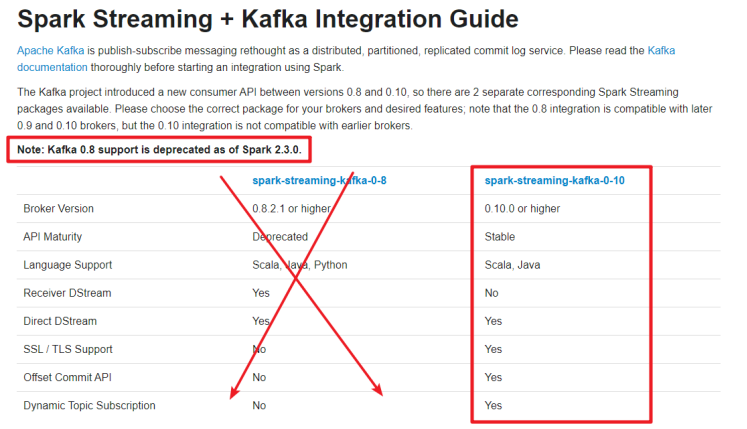 Spark Streaming + Kafka Integration Guide
Apache Kafka is publish-subscribe messaging rethought as a distributed, partitioned, replicated commit log service. Please read the Kafka
documentation thoroughly before starting an integration using Spark.
The Kafka project introduced a new consumer API between versions 0.8 and 0.10, so there are 2 separate corresponding Spark Streaming
packages available. Please choose the correct package for your brokers and desired features; note that the 0.8 integration is compatible with later
0.9 and 0.10 brokers, but the 0.10 integration is not compatible with earlier brokers.
Note: Kafka 0.8 support is deprecated as of Spark 2.3.0.
spark-streaming-kafka-0-8 spark-streaming-kafka-0-10
Broker Version 0.8.2.1 or higher 0.10.0 or higher
API Maturity Deprecated Stable
Language Support Scala, Java, Python Scala, Java
Receiver DStream Yes No
Direct DStream Yes Yes
SSL / TLS Support No Yes
Offset Commit API No Yes
Dynamic Topic Subscription No Yes